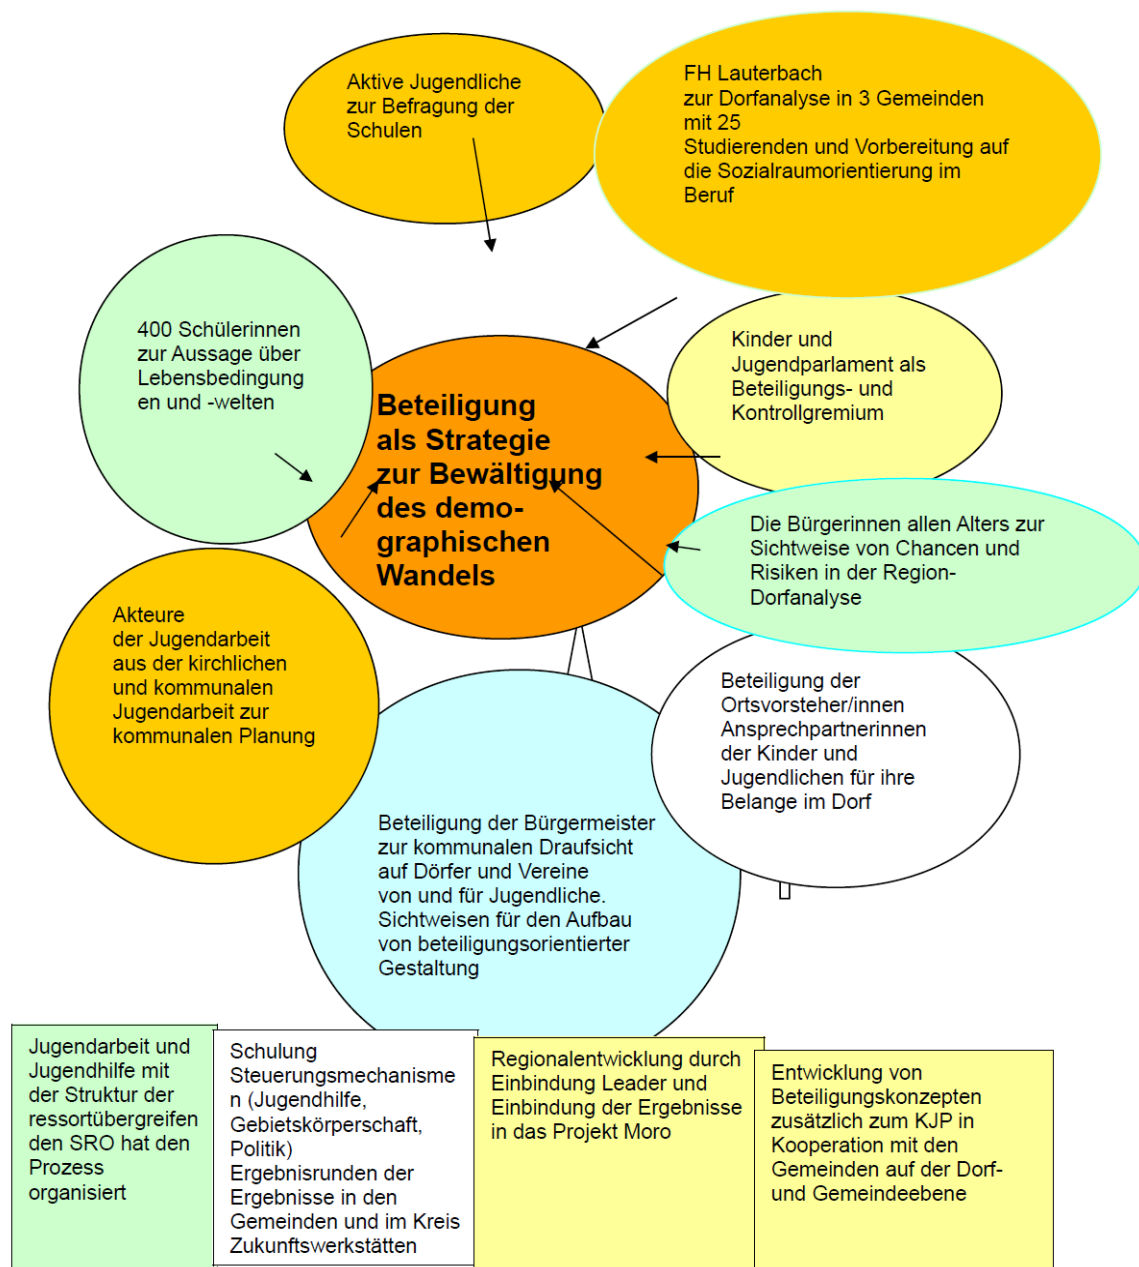 Aktive Jugendliche
zur Befragung der
Schulen
FH Lauterbach
zur Dorfanalyse in 3 Gemeinden
mit 25
Studierenden und Vorbereitung auf
die Sozialraumorientierung im
Beruf
400 Schülerinnen
zur Aussage über
Lebensbedingung
en und -welten
Beteiligung
als Strategie
zur Bewältigung
des demo-
graphischen
Wandels
Kinder und
Jugendparlament als
Beteiligungs- und
Kontrollgremium
Die Bürgerinnen allen Alters zur
Sichtweise von Chancen und
Risiken in der Region-
Dorfanalyse
Akteure
der Jugendarbeit
aus der kirchlichen
und kommunalen
Jugendarbeit zur
kommunalen Planung
Beteiligung der
Ortsvorsteher/innen
Ansprechpartnerinnen
der Kinder und
Jugendlichen für ihre
Belange im Dorf
Beteiligung der Bürgermeister
zur kommunalen Draufsicht
auf Dörfer und Vereine
von und für Jugendliche.
Sichtweisen für den Aufbau
von beteiligungsorientierter
Gestaltung
Jugendarbeit und
Jugendhilfe mit
der Struktur der
ressortübergreifen
den SRO hat den
Prozess
organisiert
Schulung
Steuerungsmechanisme
n (Jugendhilfe,
Gebietskörperschaft,
Politik)
Ergebnisrunden der
Ergebnisse in den
Gemeinden und im Kreis
Zukunftswerkstätten
Regionalentwicklung durch
Einbindung Leader und
Einbindung der Ergebnisse
in das Projekt Moro
Entwicklung von
Beteiligungskonzepten
zusätzlich zum KJP in
Kooperation mit den
Gemeinden auf der Dorf-
und Gemeindeebene